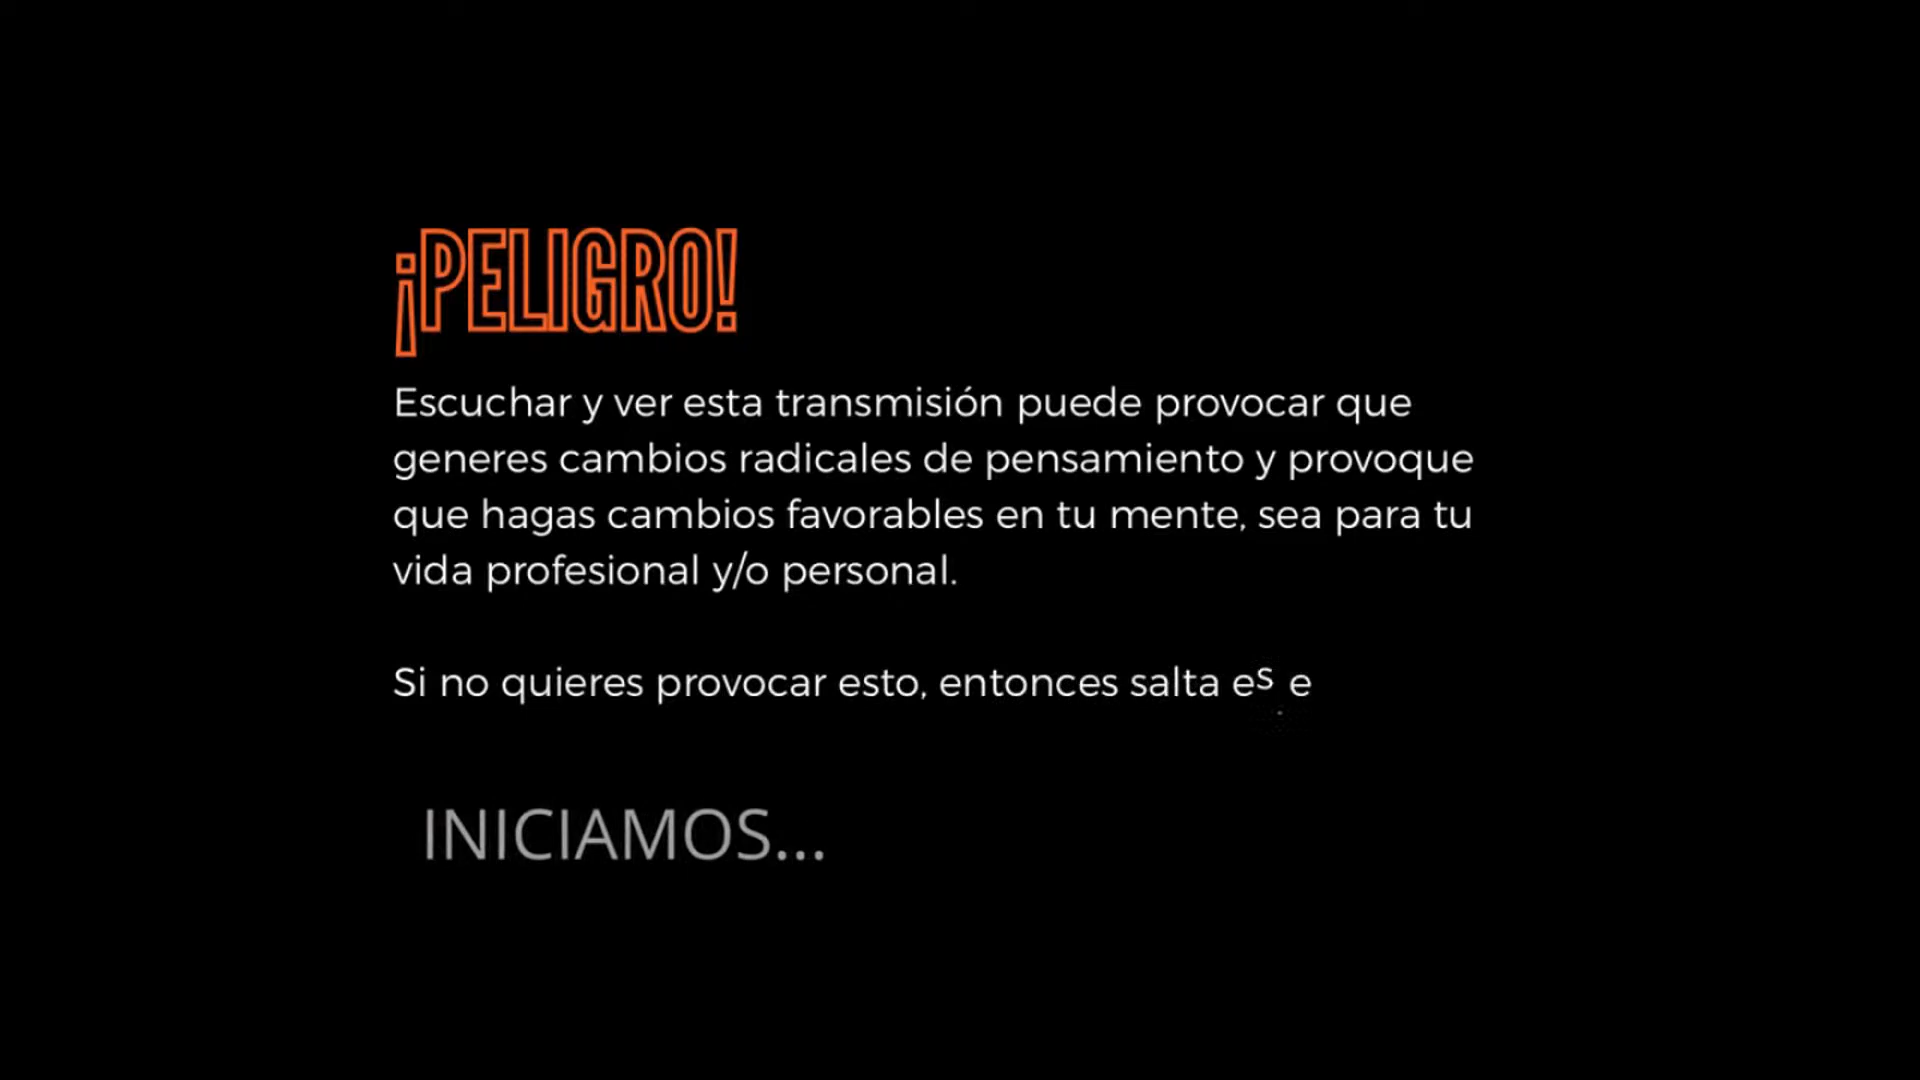 ¡PELIGRO!
Escuchar y ver esta transmisión puede provocar que
generes cambios radicales de pensamiento y provoque
que hagas cambios favorables en tu mente, sea para tu
vida profesional y/o personal.
Si no quieres provocar esto, entonces salta
INICIAMOS...